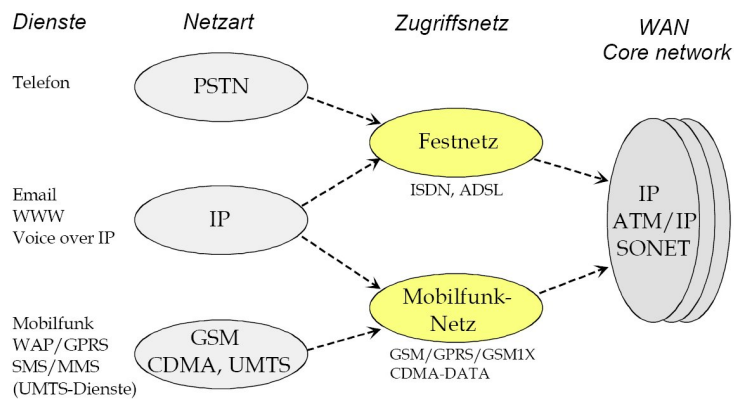 Dienste
Netzart
Zugriffsnetz
WAN
Core network
Telefon
PSTN
Festnetz
ISDN, ADSL
Email
WWW
Voice over IP
IP
IP
ATM/IP
SONET
Mobilfunk-
Netz
GSM/GPRS/GSM1X
CDMA-DATA
Mobilfunk
WAP/GPRS
SMS/MMS
(UMTS-Dienste)
GSM
CDMA, UMTS